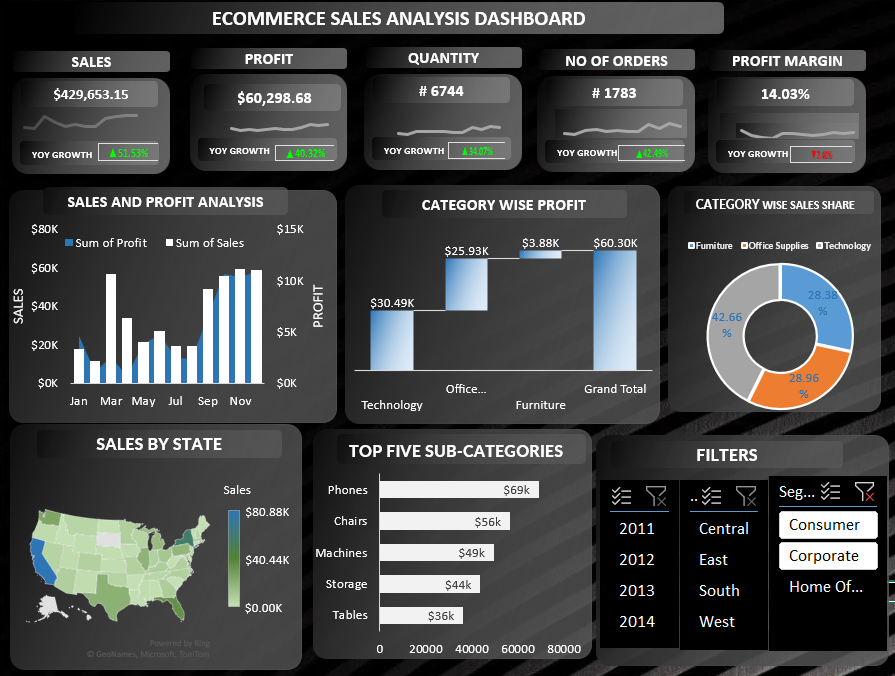 ECOMMERCE SALES ANALYSIS DASHBOARD
SALES
$429,653.15
YOY GROWTH ▲51.53%
PROFIT
$60,298.68
YOY GROWTH ▲40.32%
QUANTITY
# 6744
YOY GROWTH ▲34.07%
NO OF ORDERS
# 1783
YOY GROWTH ▲42.49%
PROFIT MARGIN
14.03%
YOY GROWTH
SALES AND PROFIT ANALYSIS
Sum of Profit Sum of Sales
SALES
$80K
$60K
$40K
$20K
$0K
PROFIT
$15K
$10K
$5K
$0K
Jan Mar May Jul Sep Nov
CATEGORY WISE PROFIT
$30.49K
$25.93K
$3.88K
$60.30K
Technology
Office...
Furniture
Grand Total
CATEGORY WISE SALES SHARE
Furniture Office Supplies Technology
28.38
%
28.96
%
42.66
%
SALES BY STATE
Sales
$80.88K
$40.44K
$0.00K
Powered by Bing
© GeoNames, Microsoft, TomTom
TOP FIVE SUB-CATEGORIES
Phones $69k
Chairs $56k
Machines $49k
Storage $44k
Tables $36k
0 20000 40000 60000 80000
FILTERS
2011
2012
2013
2014
..
Central
East
South
West
Seg...
Consumer
Corporate
Home Of...